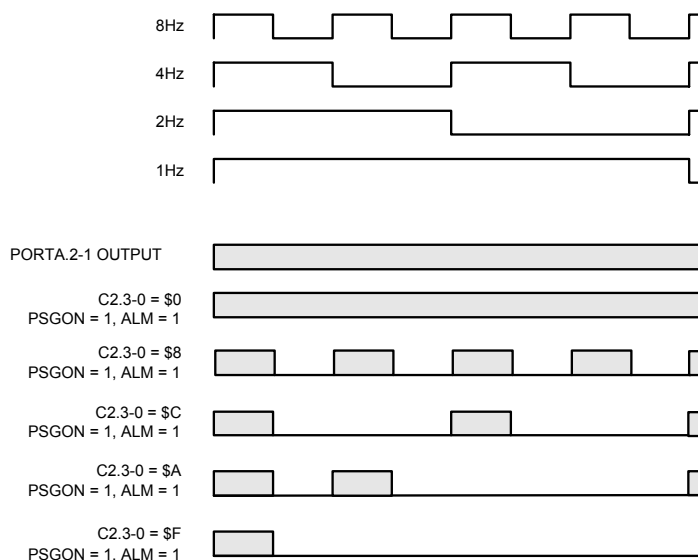 8Hz
4Hz
2Hz
1Hz
PORTA.2-1 OUTPUT
C2.3-0 = $0
PSGON = 1, ALM = 1
C2.3-0 = $8
PSGON = 1, ALM = 1
C2.3-0 = $C
PSGON = 1, ALM = 1
C2.3-0 = $A
PSGON = 1, ALM = 1
C2.3-0 = $F
PSGON = 1, ALM = 1